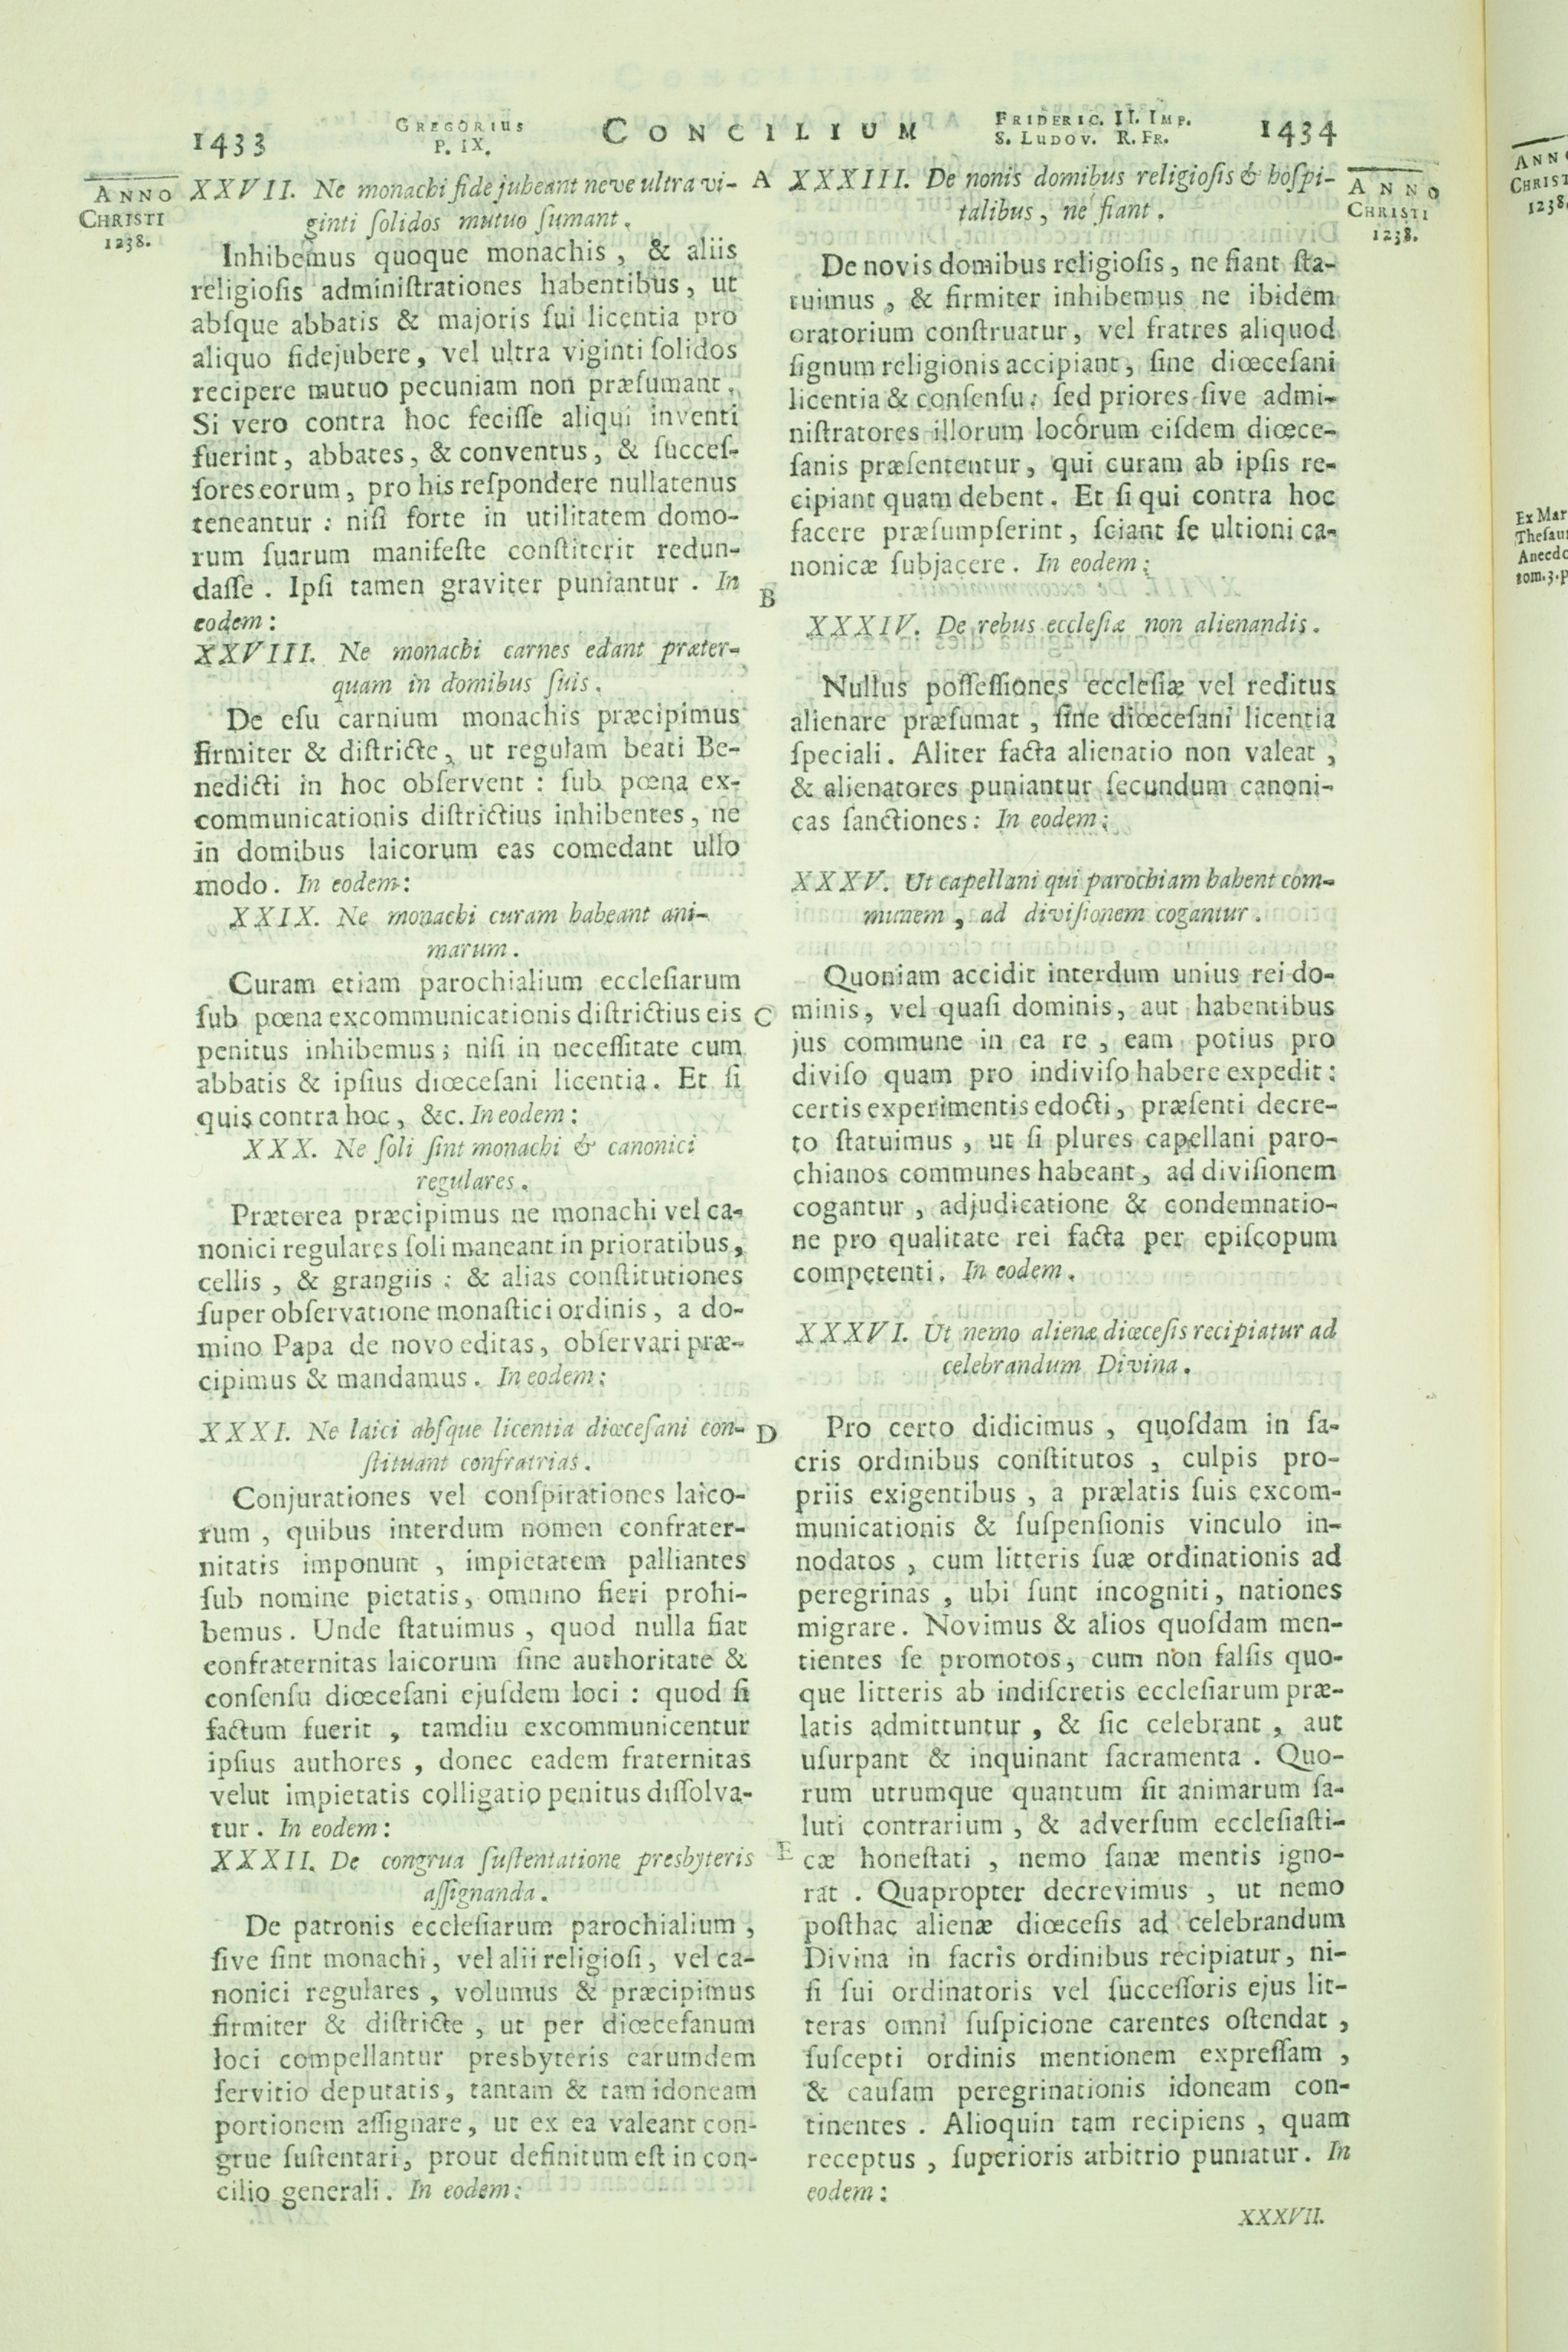 1433
GREGORIUS
P. IX.
CONCILIUM
FRIDERIC. II. IMP.
S. LUDOV. R. FR.
1434
ANNO
CHRISTI
1238.
XXVII. Ne monachi fidejubeant neve ultra vi-
ginti ſolidos mutuo ſumant.
Inhibemus quoque monachis, & aliis
religioſis adminiſtrationes habentibus, ut
abſque abbatis & majoris ſui licentia pro
aliquo fidejubere, vel ultra viginti ſolidos
recipere mutuo pecuniam non præſumant.
Si vero contra hoc feciſſe aliqui inventi
fuerint, abbates, & conventus, & ſucceſ-
ſores eorum, pro his reſpondere nullatenus
teneantur: niſi forte in utilitatem domo-
rum ſuarum manifeſte conſtiterit redun-
daſſe. Ipſi tamen graviter puniantur. In
eodem:
XXVIII. Ne monachi carnes edant præter-
quam in domibus ſuis.
De eſu carnium monachis præcipimus
firmiter & diſtricte, ut regulam beati Be-
nedicti in hoc obſervent: ſub pœna ex-
communicationis diſtrictius inhibentes, ne
in domibus laicorum eas comedant ullo
modo. In eodem:
XXIX. Ne monachi curam habeant ani-
marum.
Curam etiam parochialium eccleſiarum
ſub pœna excommunicationis diſtrictius eis
penitus inhibemus; niſi in neceſſitate cum
abbatis & ipſius diœceſani licentia. Et ſi
quis contra hoc, &c. In eodem:
XXX. Ne ſoli ſint monachi & canonici
regulares.
Præterea præcipimus ne monachi vel ca-
nonici regulares ſoli maneant in prioratibus,
cellis, & grangiis: & alias conſtitutiones
ſuper obſervatione monaſtici ordinis, a do-
mino Papa de novo editas, obſervari præ-
cipimus & mandamus. In eodem:
XXXI. Ne laici abſque licentia diœceſani con-
ſtituant confratrias.
Conjurationes vel conſpirationes laico-
rum, quibus interdum nomen confrater-
nitatis imponunt, impietatem palliantes
ſub nomine pietatis, omnino fieri prohi-
bemus. Unde ſtatuimus, quod nulla fiat
confraternitas laicorum ſine authoritate &
conſenſu diœceſani ejuſdem loci: quod ſi
factum fuerit, tamdiu excommunicentur
ipſius authores, donec eadem fraternitas
velut impietatis colligatio penitus diſſolva-
tur. In eodem:
XXXII. De congrua ſuſtentatione presbyteris
aſſignanda.
De patronis eccleſiarum parochialium,
ſive ſint monachi, vel alii religioſi, vel ca-
nonici regulares, volumus & præcipimus
firmiter & diſtricte, ut per diœceſanum
loci compellantur presbyteris earumdem
ſervitio deputatis, tantam & tam idoneam
portionem aſſignare, ut ex ea valeant con-
grue ſuſtentari, prout definitum eſt in con-
cilio generali. In eodem:
A
B
C
D
E
XXXIII. De nonis domibus religioſis & hoſpi-
talibus, ne fiant.
De novis domibus religioſis, ne fiant ſta-
tuimus, & firmiter inhibemus ne ibidem
oratorium conſtruatur, vel fratres aliquod
ſignum religionis accipiant, ſine diœceſani
licentia & conſenſu: ſed priores ſive admi-
niſtratores illorum locorum eiſdem diœce-
ſanis præſententur, qui curam ab ipſis re-
cipiant quam debent. Et ſi qui contra hoc
facere præſumpſerint, ſciant ſe ultioni ca-
nonicæ ſubjacere. In eodem:
XXXIV. De rebus eccleſiæ non alienandis.
Nullus poſſeſſiones eccleſiæ vel reditus
alienare præſumat, ſine diœceſani licentia
ſpeciali. Aliter facta alienatio non valeat,
& alienatores puniantur ſecundum canoni-
cas ſanctiones: In eodem:
XXXV. Ut capellani qui parochiam habent com-
munem, ad diviſionem cogantur.
Quoniam accidit interdum unius rei do-
minis, vel quaſi dominis, aut habentibus
jus commune in ea re, eam potius pro
diviſo quam pro indiviſo habere expedit:
certis experimentis edocti, præſenti decre-
to ſtatuimus, ut ſi plures capellani paro-
chianos communes habeant, ad diviſionem
cogantur, adjudicatione & condemnatio-
ne pro qualitate rei facta per epiſcopum
competenti. In eodem.
XXXVI. Ut nemo alienæ diœceſis recipiatur ad
celebrandum Divina.
Pro certo didicimus, quoſdam in ſa-
cris ordinibus conſtitutos, culpis pro-
priis exigentibus, a prælatis ſuis excom-
municationis & ſuſpenſionis vinculo in-
nodatos, cum litteris ſuæ ordinationis ad
peregrinas, ubi ſunt incogniti, nationes
migrare. Novimus & alios quoſdam men-
tientes ſe promotos, cum non falſis quo-
que litteris ab indiſcretis eccleſiarum præ-
latis admittuntur, & ſic celebrant, aut
uſurpant & inquinant ſacramenta. Quo-
rum utrumque quantum ſit animarum ſa-
luti contrarium, & adverſum eccleſiaſti-
cæ honeſtati, nemo ſanæ mentis igno-
rat. Quapropter decrevimus, ut nemo
poſthac alienæ diœceſis ad celebrandum
Divina in ſacris ordinibus recipiatur, ni-
ſi ſui ordinatoris vel ſucceſſoris ejus lit-
teras omni ſuſpicione carentes oſtendat,
ſuſcepti ordinis mentionem expreſſam,
& cauſam peregrinationis idoneam con-
tinentes. Alioquin tam recipiens, quam
receptus, ſuperioris arbitrio puniatur. In
eodem:
XXXVII.
ANNO
CHRISTI
1238.
ANN
CHRIST
1238
Ex Mar
Theſau
Anecdo
tom. 3. p